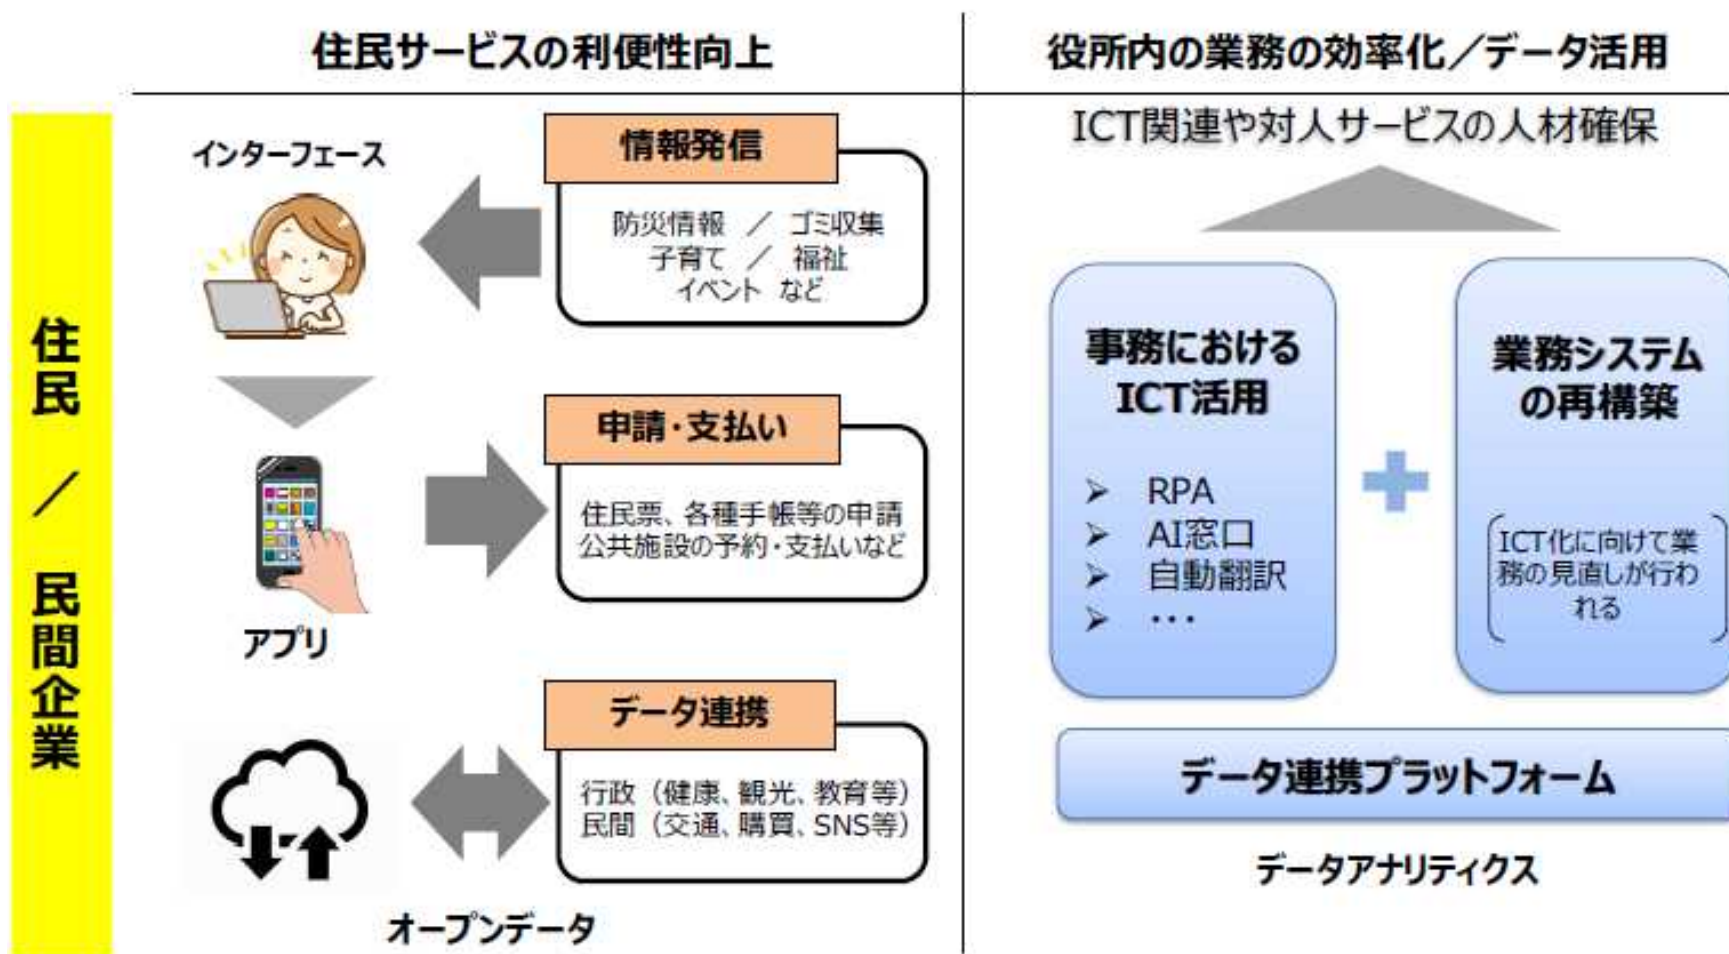 住民サービスの利便性向上
役所内の業務の効率化／データ活用
住民　／　民間企業
インターフェース
情報発信
防災情報　／　ゴミ収集
子育て　／　福祉
イベント　など
アプリ
申請・支払い
住民票、各種手帳等の申請
公共施設の予約・支払いなど
データ連携
行政（健康、観光、教育等）
民間（交通、購買、SNS等）
オープンデータ
ICT関連や対人サービスの人材確保
事務における
ICT活用
➢ RPA
➢ AI窓口
➢ 自動翻訳
➢ ・・・
業務システム
の再構築
ICT化に向けて業
務の見直しが行わ
れる
データ連携プラットフォーム
データアナリティクス